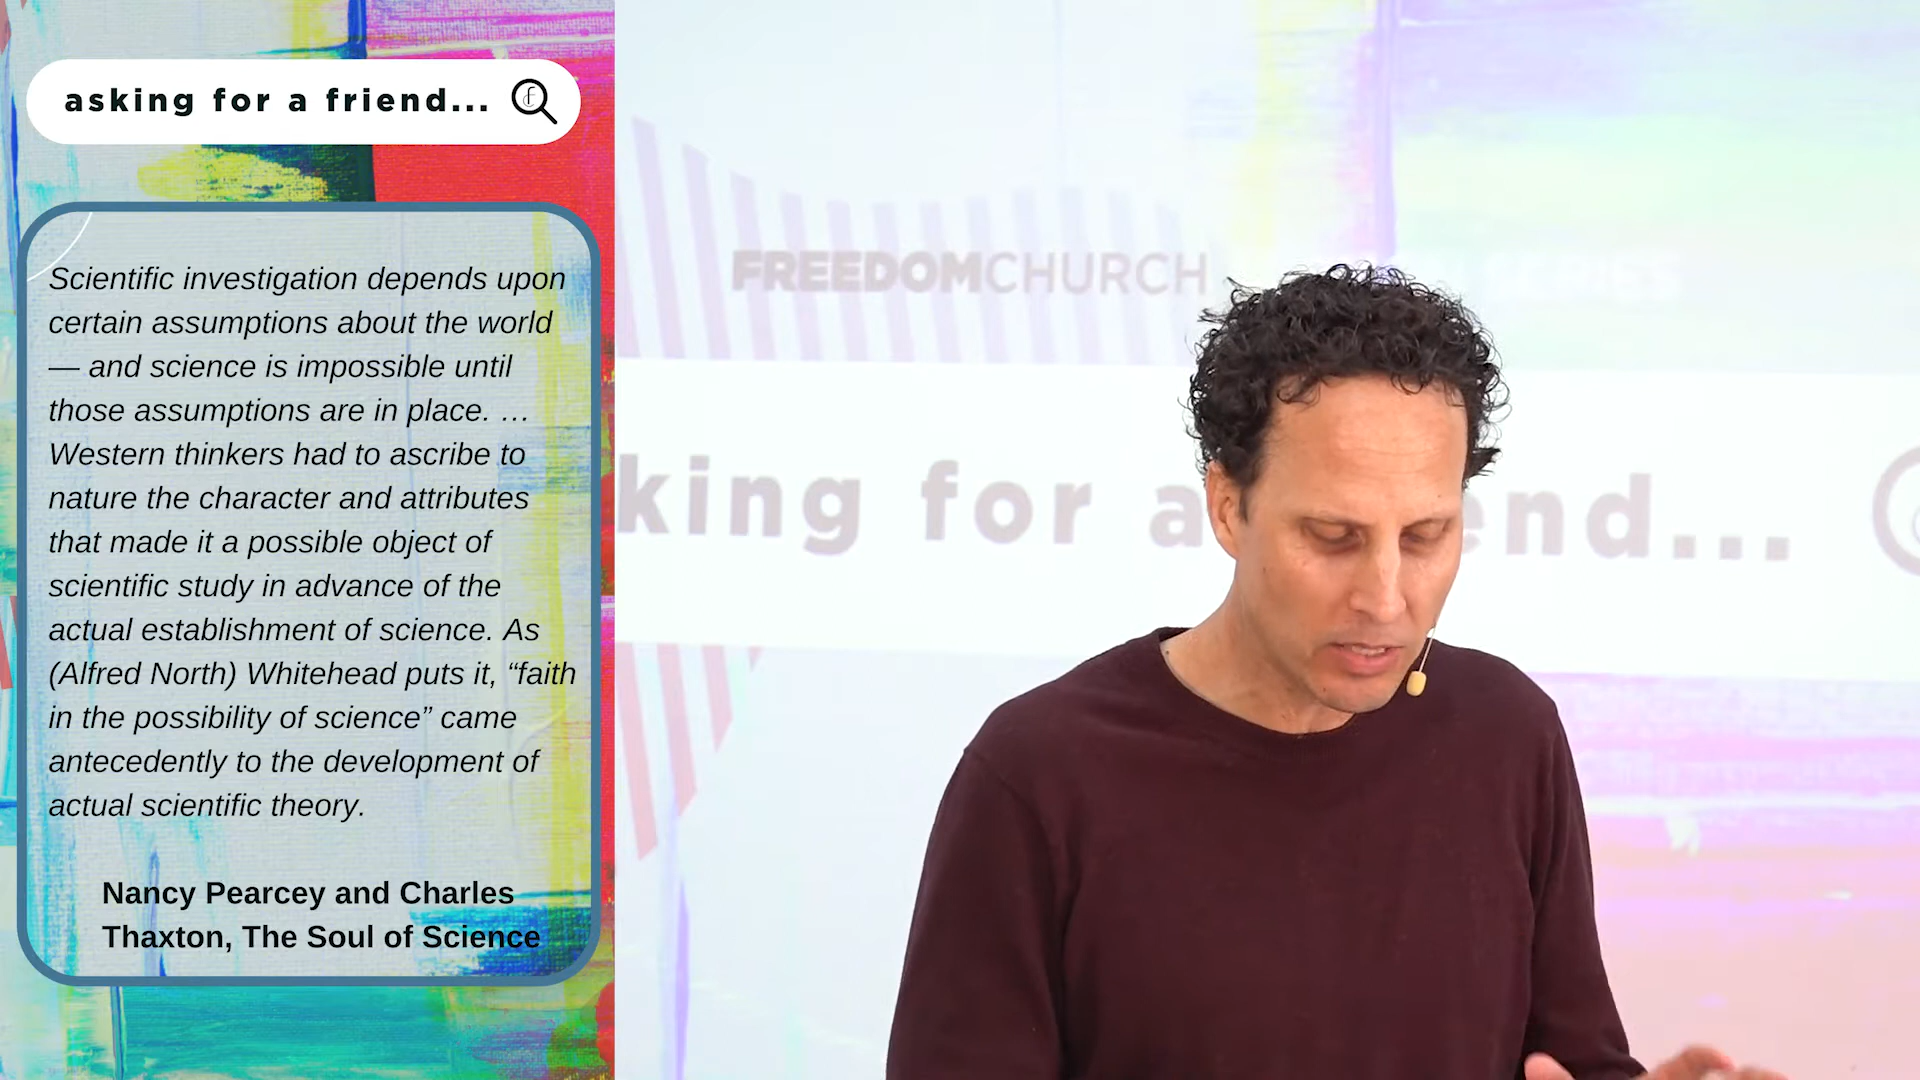 asking for a friend...
Scientific investigation depends upon
certain assumptions about the world
— and science is impossible until
those assumptions are in place. …
Western thinkers had to ascribe to
nature the character and attributes
that made it a possible object of
scientific study in advance of the
actual establishment of science. As
(Alfred North) Whitehead puts it, “faith
in the possibility of science” came
antecedently to the development of
actual scientific theory.
Nancy Pearcey and Charles
Thaxton, The Soul of Science
FREEDOMCHURCH
king for a end...